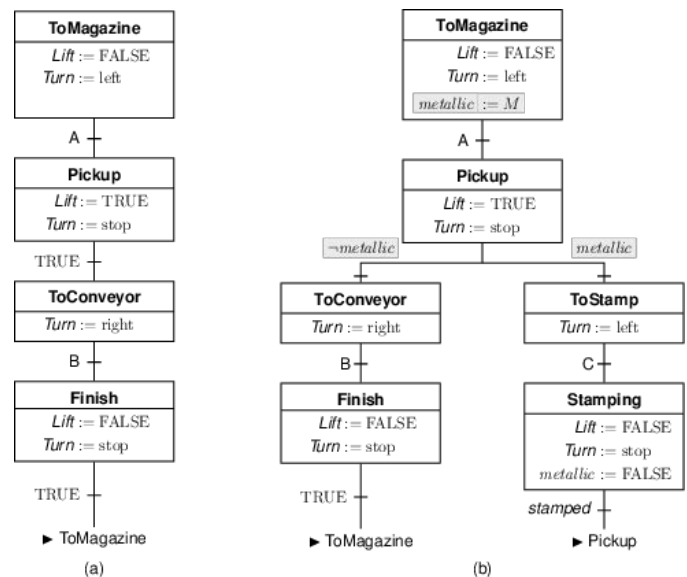 ToMagazine
Lift := FALSE
Turn := left
A
Pickup
Lift := TRUE
Turn := stop
TRUE
ToConveyor
Turn := right
B
Finish
Lift := FALSE
Turn := stop
TRUE
► ToMagazine
(a)
ToMagazine
Lift := FALSE
Turn := left
metallic := M
A
Pickup
Lift := TRUE
Turn := stop
¬metallic
metallic
ToConveyor
Turn := right
B
Finish
Lift := FALSE
Turn := stop
TRUE
► ToMagazine
ToStamp
Turn := left
C
Stamping
Lift := FALSE
Turn := stop
metallic := FALSE
stamped
► Pickup
(b)